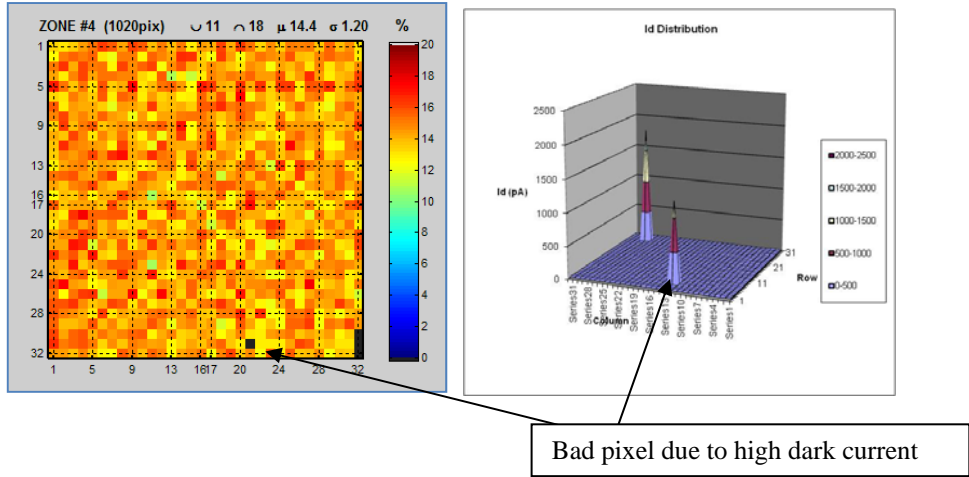 ZONE #4 (1020pix) ∪ 11 ∩ 18 μ 14.4 σ 1.20 %
1
5
9
13
16
17
20
24
28
32
1 5 9 13 16 17 20 24 28 32
20
18
16
14
12
10
8
6
4
2
0
Id Distribution
2500
2000
1500
1000
500
0
Id (pA)
Series31
Series28
Series25
Series22
Series19
Series16
Series10
Series7
Series4
Series1
Column
1
11
21
31
Row
2000-2500
1500-2000
1000-1500
500-1000
0-500
Bad pixel due to high dark current